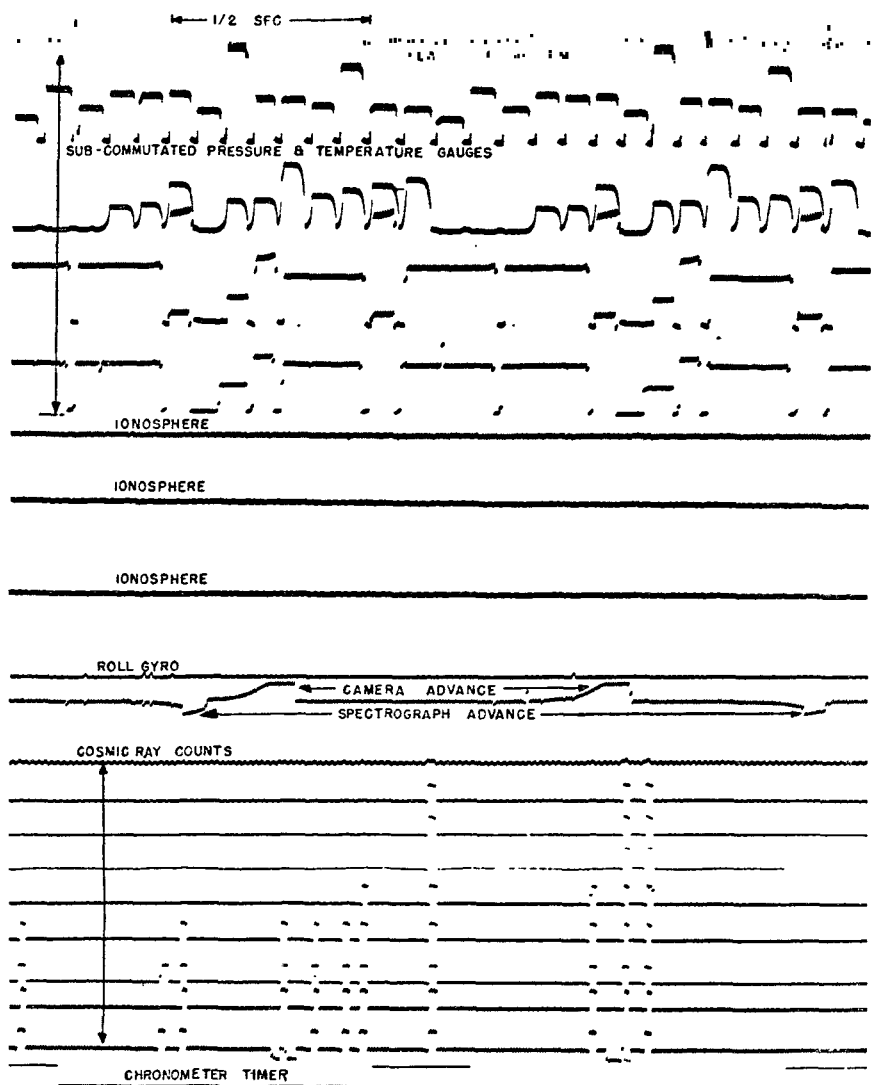 1/2 SEC
SUB-COMMUTATED PRESSURE & TEMPERATURE GAUGES
IONOSPHERE
IONOSPHERE
IONOSPHERE
ROLL GYRO
CAMERA ADVANCE
SPECTROGRAPH ADVANCE
COSMIC RAY COUNTS
CHRONOMETER TIMER